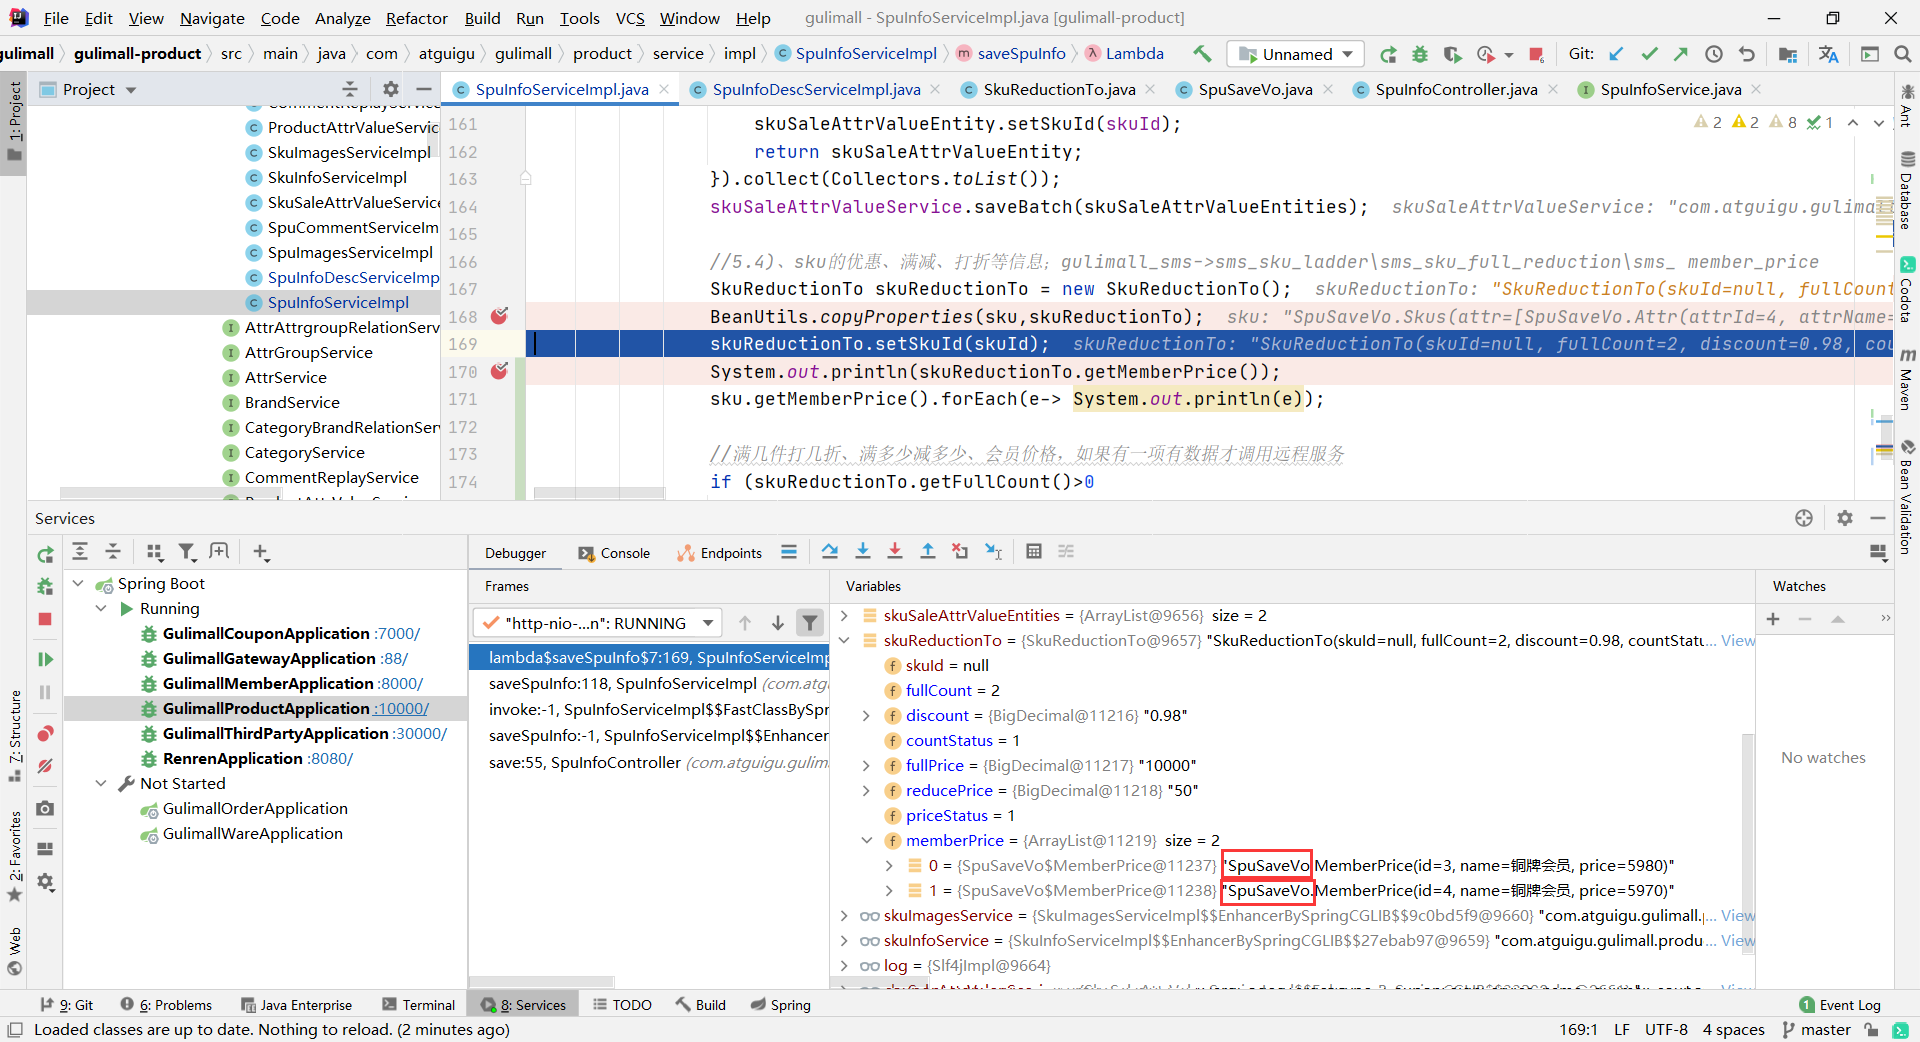 File Edit View Navigate Code Analyze Refactor Build Run Tools VCS Window Help gulimall - SpuInfoServiceImpl.java [gulimall-product]
gulimall gulimall-product src main java com atguigu gulimall product service impl SpuInfoServiceImpl saveSpuInfo Lambda Unnamed Git:
Project
SpuInfoServiceImpl.java SpuInfoDescServiceImpl.java SkuReductionTo.java SpuSaveVo.java SpuInfoController.java SpuInfoService.java
1: Project
ProductAttrValueServic
SkuImagesServiceImpl
SkuInfoServiceImpl
SkuSaleAttrValueService
SpuCommentServiceIm
SpuImagesServiceImpl
SpuInfoDescServiceImp
SpuInfoServiceImpl
AttrAttrgroupRelationServ
AttrGroupService
AttrService
BrandService
CategoryBrandRelationSer
CategoryService
CommentReplayService
2 2 8 1
161 skuSaleAttrValueEntity.setSkuId(skuId);
162 return skuSaleAttrValueEntity;
163 }).collect(Collectors.toList());
164 skuSaleAttrValueService.saveBatch(skuSaleAttrValueEntities); skuSaleAttrValueService: "com.atguigu.gulimall
165
166 //5.4)、sku的优惠、满减、打折等信息；gulimall_sms->sms_sku_ladder\sms_sku_full_reduction\sms_ member_price
167 SkuReductionTo skuReductionTo = new SkuReductionTo(); skuReductionTo: "SkuReductionTo(skuId=null, fullCount
168 BeanUtils.copyProperties(sku,skuReductionTo); sku: "SpuSaveVo.Skus(attr=[SpuSaveVo.Attr(attrId=4, attrName=
169 skuReductionTo.setSkuId(skuId); skuReductionTo: "SkuReductionTo(skuId=null, fullCount=2, discount=0.98, cou
170 System.out.println(skuReductionTo.getMemberPrice());
171 sku.getMemberPrice().forEach(e-> System.out.println(e));
172
173 //满几件打几折、满多少减多少、会员价格，如果有一项有数据才调用远程服务
174 if (skuReductionTo.getFullCount()>0
Ant
Database
Codota
Maven
Bean Validation
Services
Spring Boot
Running
GulimallCouponApplication :7000/
GulimallGatewayApplication :88/
GulimallMemberApplication :8000/
GulimallProductApplication :10000/
GulimallThirdPartyApplication :30000/
RenrenApplication :8080/
Not Started
GulimallOrderApplication
GulimallWareApplication
7: Structure
2: Favorites
Web
Debugger Console Endpoints
Frames
"http-nio-...n": RUNNING
lambda$saveSpuInfo$7:169, SpuInfoServiceImp
saveSpuInfo:118, SpuInfoServiceImpl (com.atgu
invoke:-1, SpuInfoServiceImpl$$FastClassBySpr
saveSpuInfo:-1, SpuInfoServiceImpl$$Enhancer
save:55, SpuInfoController (com.atguigu.gulim
Variables
skuSaleAttrValueEntities = {ArrayList@9656} size = 2
skuReductionTo = {SkuReductionTo@9657} "SkuReductionTo(skuId=null, fullCount=2, discount=0.98, countStatu... View
skuId = null
fullCount = 2
discount = {BigDecimal@11216} "0.98"
countStatus = 1
fullPrice = {BigDecimal@11217} "10000"
reducePrice = {BigDecimal@11218} "50"
priceStatus = 1
memberPrice = {ArrayList@11219} size = 2
0 = {SpuSaveVo$MemberPrice@11237} "SpuSaveVo.MemberPrice(id=3, name=铜牌会员, price=5980)"
1 = {SpuSaveVo$MemberPrice@11238} "SpuSaveVo.MemberPrice(id=4, name=铜牌会员, price=5970)"
skuImagesService = {SkuImagesServiceImpl$$EnhancerBySpringCGLIB$$9c0bd5f9@9660} "com.atguigu.gulimall.... View
skuInfoService = {SkuInfoServiceImpl$$EnhancerBySpringCGLIB$$27ebab97@9659} "com.atguigu.gulimall.produ... View
log = {Slf4jImpl@9664}
Watches
No watches
9: Git 6: Problems Java Enterprise Terminal 8: Services TODO Build Spring 1 Event Log
Loaded classes are up to date. Nothing to reload. (2 minutes ago) 169:1 LF UTF-8 4 spaces master